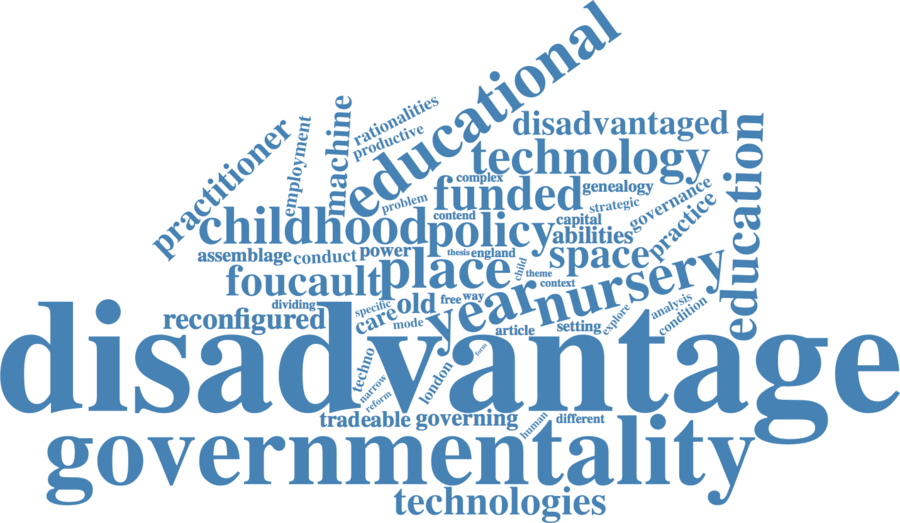 educational
disadvantaged
rationalities
productive
machine
employment
practitioner
technology
education
complex
funded
genealogy
problem
strategic
governance
childhood
contend
policy
capital
abilities
practice
assemblage
conduct
power
thesis
england
space
foucault
place
child
theme
context
nursery
dividing
specific
old
free
way
year
reconfigured
care
mode
article
setting
explore
analysis
condition
disadvantage
techno
form
narrow
reform
london
tradeable
governing
human
different
governmentality
technologies